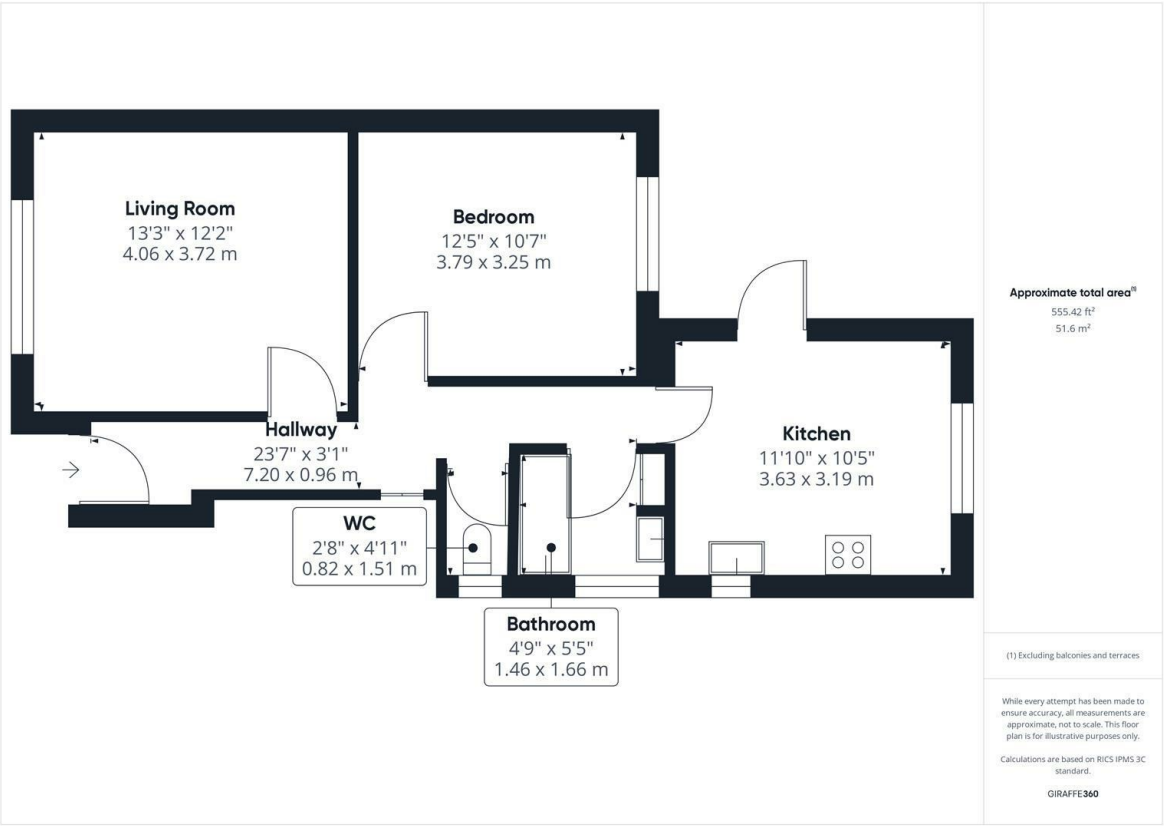 Living Room
13'3" x 12'2"
4.06 x 3.72 m
Bedroom
12'5" x 10'7"
3.79 x 3.25 m
Hallway
23'7" x 3'1"
7.20 x 0.96 m
Kitchen
11'10" x 10'5"
3.63 x 3.19 m
WC
2'8" x 4'11"
0.82 x 1.51 m
Bathroom
4'9" x 5'5"
1.46 x 1.66 m
Approximate total area(1)
555.42 ft²
51.6 m²
(1) Excluding balconies and terraces
While every attempt has been made to
ensure accuracy, all measurements are
approximate, not to scale. This floor
plan is for illustrative purposes only.
Calculations are based on RICS IPMS 3C
standard.
GIRAFFE360